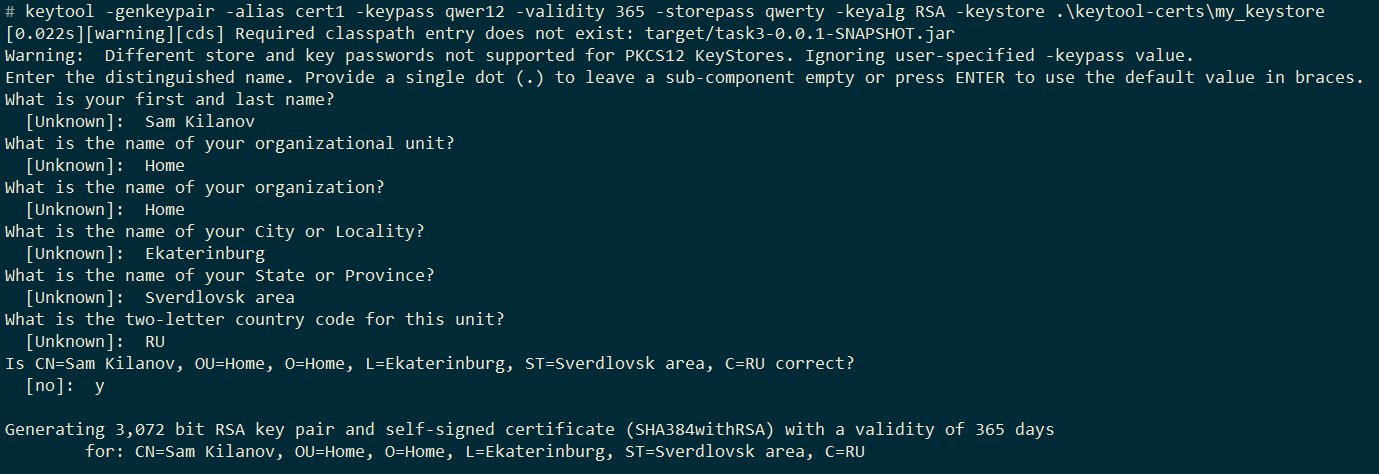 # keytool -genkeypair -alias cert1 -keypass qwer12 -validity 365 -storepass qwerty -keyalg RSA -keystore .\keytool-certs\my_keystore
[0.022s][warning][cds] Required classpath entry does not exist: target/task3-0.0.1-SNAPSHOT.jar
Warning:  Different store and key passwords not supported for PKCS12 KeyStores. Ignoring user-specified -keypass value.
Enter the distinguished name. Provide a single dot (.) to leave a sub-component empty or press ENTER to use the default value in braces.
What is your first and last name?
  [Unknown]:  Sam Kilanov
What is the name of your organizational unit?
  [Unknown]:  Home
What is the name of your organization?
  [Unknown]:  Home
What is the name of your City or Locality?
  [Unknown]:  Ekaterinburg
What is the name of your State or Province?
  [Unknown]:  Sverdlovsk area
What is the two-letter country code for this unit?
  [Unknown]:  RU
Is CN=Sam Kilanov, OU=Home, O=Home, L=Ekaterinburg, ST=Sverdlovsk area, C=RU correct?
  [no]:  y
Generating 3,072 bit RSA key pair and self-signed certificate (SHA384withRSA) with a validity of 365 days
        for: CN=Sam Kilanov, OU=Home, O=Home, L=Ekaterinburg, ST=Sverdlovsk area, C=RU